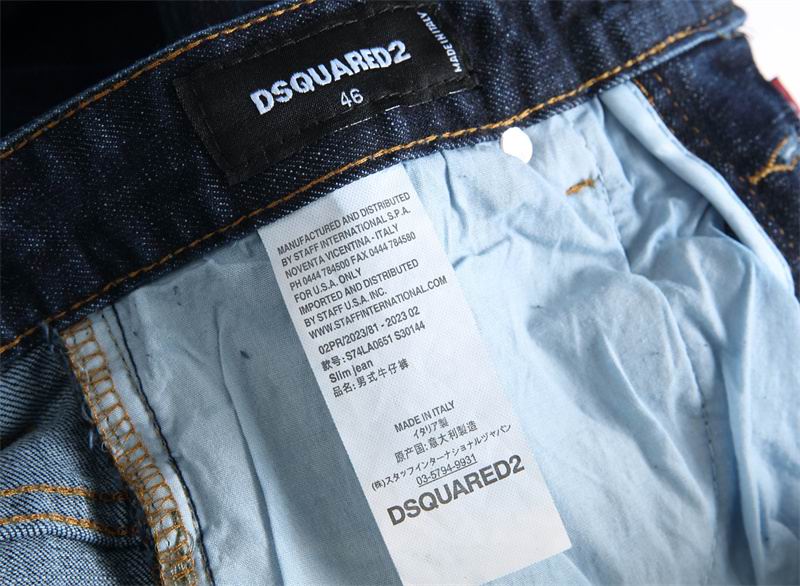 DSQUARED2
MADE IN ITALY
46
MANUFACTURED AND DISTRIBUTED
BY STAFF INTERNATIONAL S.P.A.
NOVENTA VICENTINA - ITALY
PH 0444 784500 FAX 0444 784580
FOR U.S.A. ONLY
IMPORTED AND DISTRIBUTED
BY STAFF U.S.A. INC.
WWW.STAFFINTERNATIONAL.COM
02PR/2023/81 - 2023 02
款号: S74LA0651 S30144
Slim jean
品名: 男式牛仔裤
MADE IN ITALY
イタリア製
原产国: 意大利製造
(株)スタッフインターナショナルジャパン
03-5794-9931
DSQUARED2